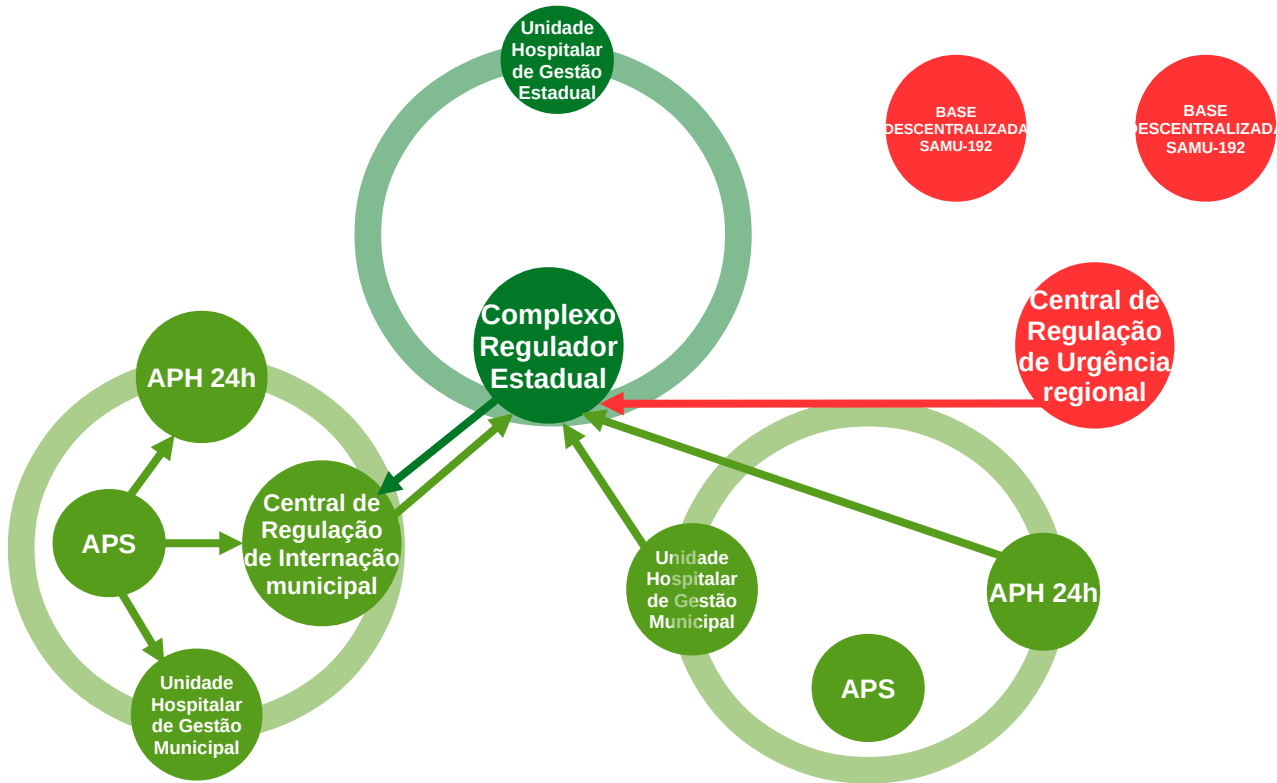 Unidade
Hospitalar
de Gestão
Estadual
BASE
DESCENTRALIZADA
SAMU-192
BASE
DESCENTRALIZADA
SAMU-192
Complexo
Regulador
Estadual
Central de
Regulação
de Urgência
regional
APH 24h
APS
Central de
Regulação
de Internação
municipal
Unidade
Hospitalar
de Gestão
Municipal
Unidade
Hospitalar
de Gestão
Municipal
APH 24h
APS